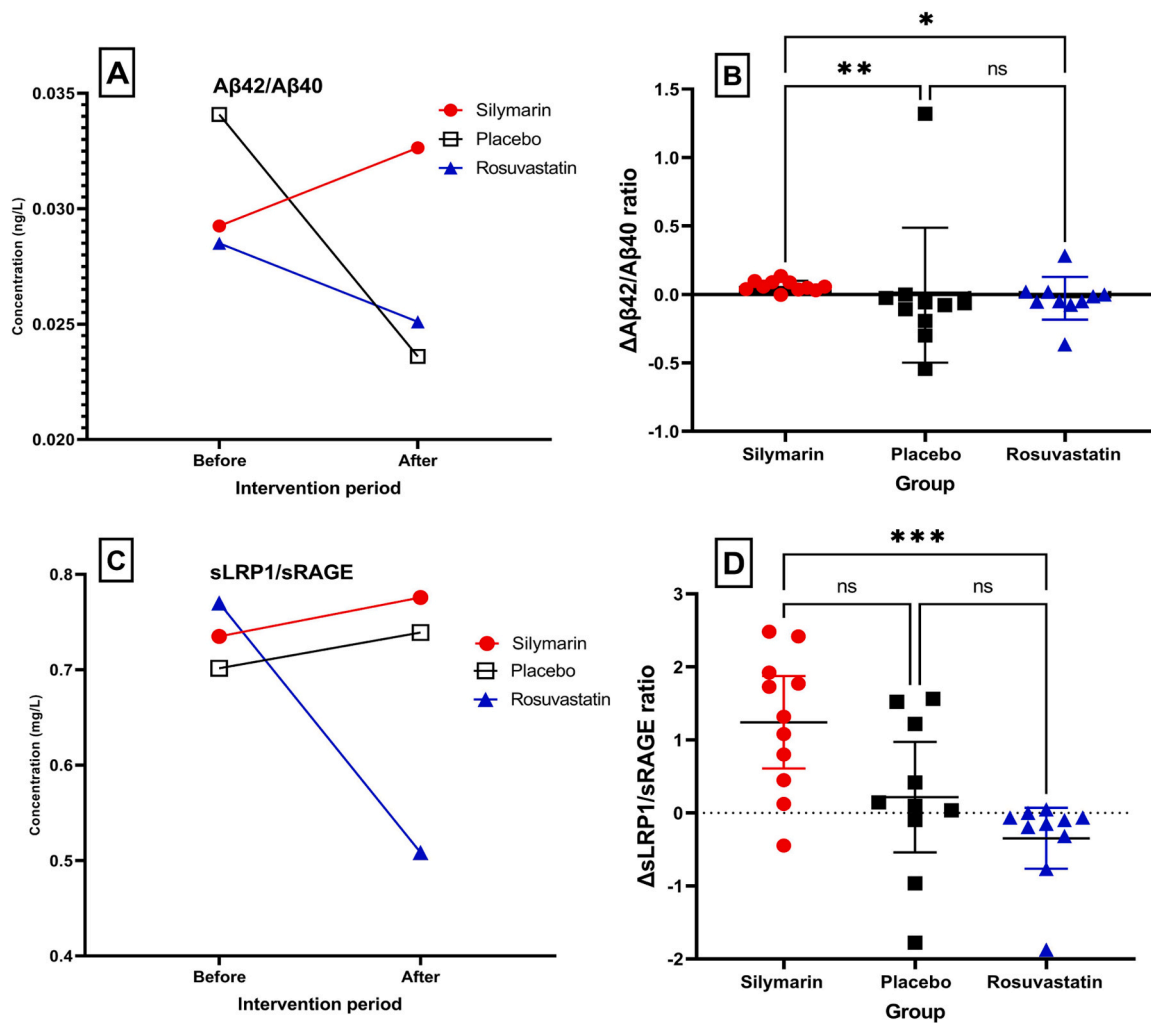 A
Aβ42/Aβ40
Silymarin
Placebo
Rosuvastatin
Concentration (ng/L)
0.035
0.030
0.025
0.020
Before
After
Intervention period
B
*
**
ns
ΔAβ42/Aβ40 ratio
1.5
1.0
0.5
0.0
-0.5
-1.0
Silymarin
Placebo
Rosuvastatin
Group
C
sLRP1/sRAGE
Silymarin
Placebo
Rosuvastatin
Concentration (mg/L)
0.8
0.7
0.6
0.5
0.4
Before
After
Intervention period
D
***
ns
ns
ΔsLRP1/sRAGE ratio
3
2
1
0
-1
-2
Silymarin
Placebo
Rosuvastatin
Group